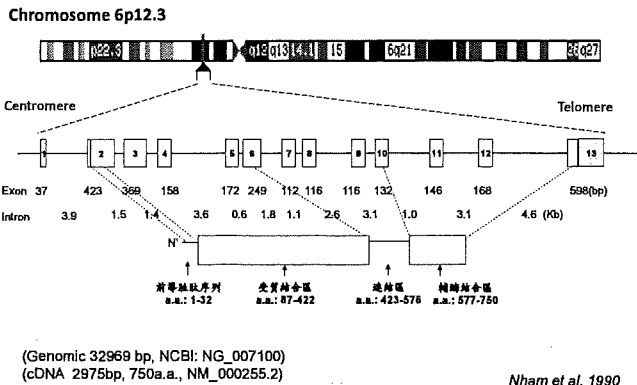 Chromosome 6p12.3
p22.3 q12 q13 14.1 15 6q21 q27
Centromere Telomere
1 2 3 4 5 6 7 8 9 10 11 12 13
Exon 37 423 369 158 172 249 112 116 116 132 146 168 598(bp)
Intron 3.9 1.5 1.4 3.6 0.6 1.8 1.1 2.6 3.1 1.0 3.1 4.6 (Kb)
N'
前導胜肽序列 受質結合區 連結區 輔酶結合區
a.a.: 1-32 a.a.: 87-422 a.a.: 423-576 a.a.: 577-750
(Genomic 32969 bp, NCBI: NG_007100)
(cDNA 2975bp, 750a.a., NM_000255.2)
Nham et al. 1990